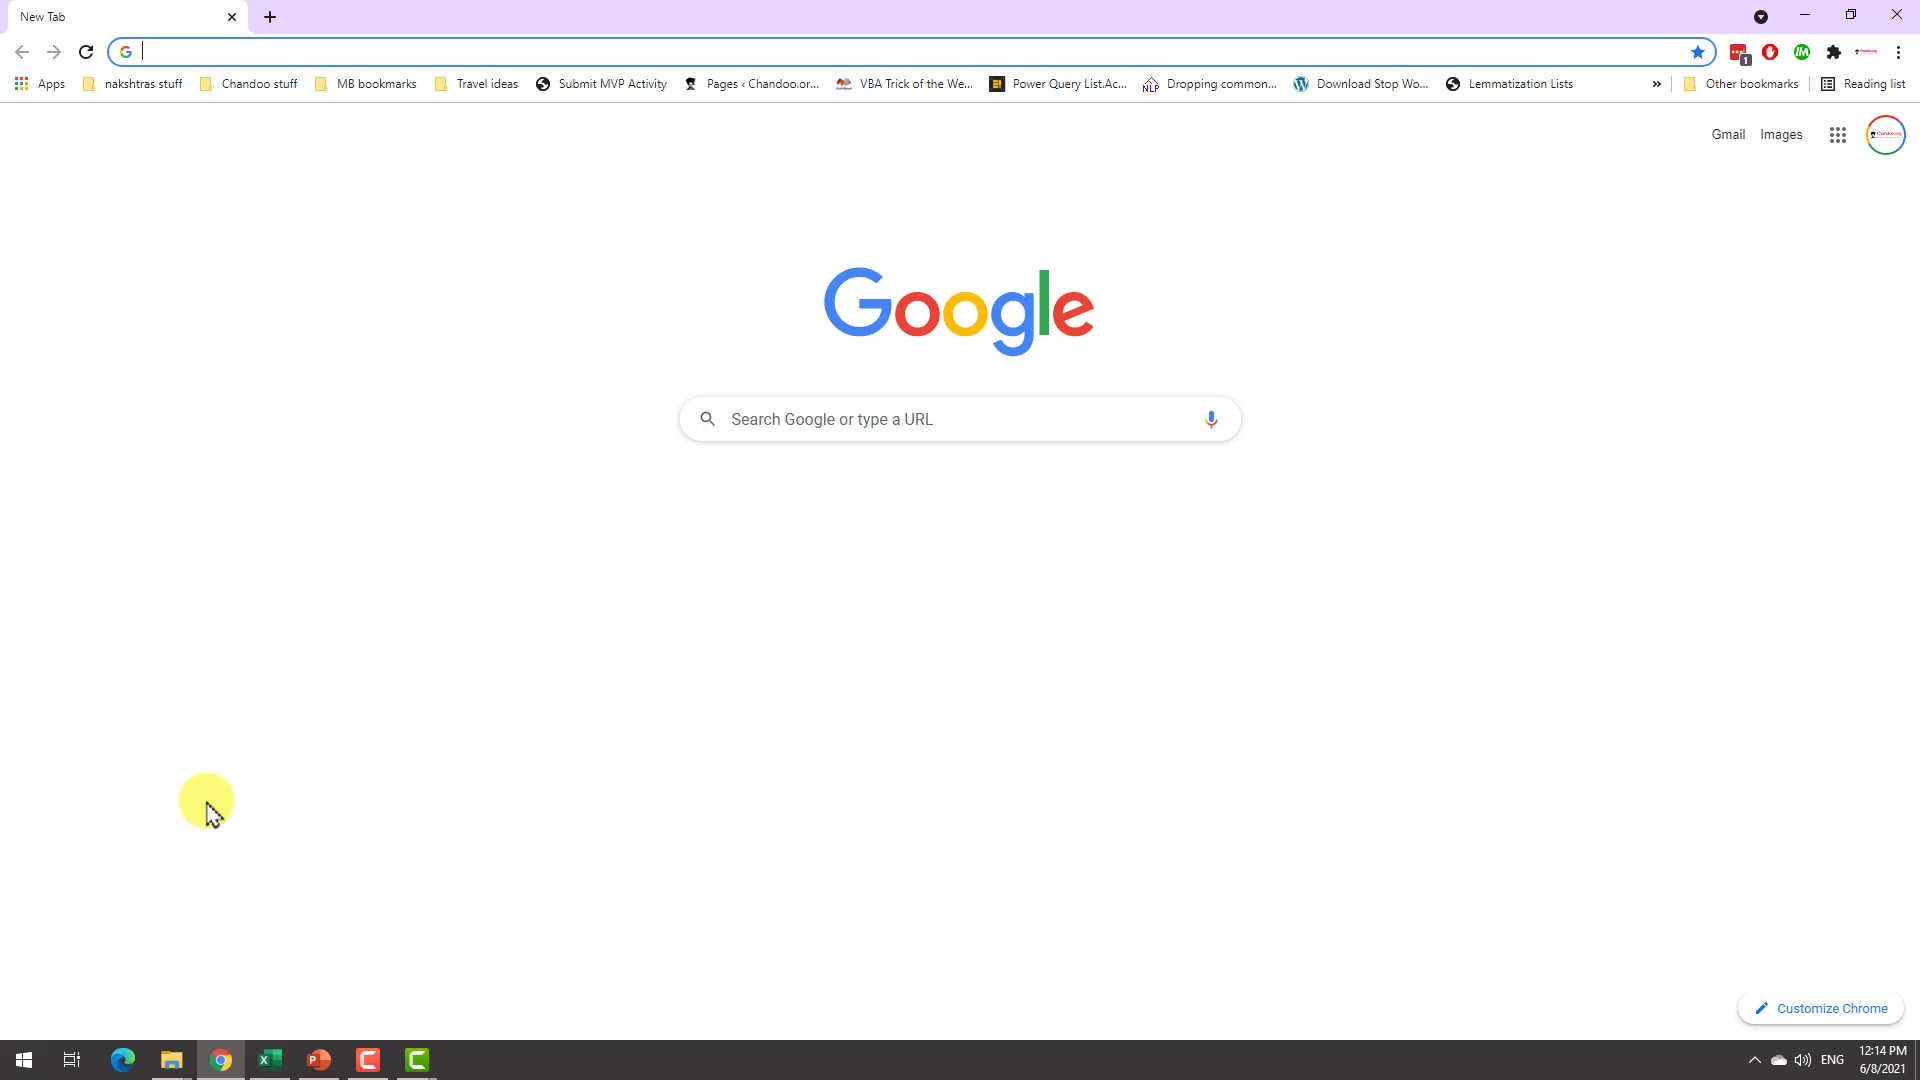 New Tab
Apps nakshtras stuff Chandoo stuff MB bookmarks Travel ideas Submit MVP Activity Pages ‹ Chandoo.or... VBA Trick of the We... Power Query List.Ac... NLP Dropping common... Download Stop Wo... Lemmatization Lists » Other bookmarks Reading list
Gmail Images
Google
Search Google or type a URL
Customize Chrome
ENG 12:14 PM
6/8/2021